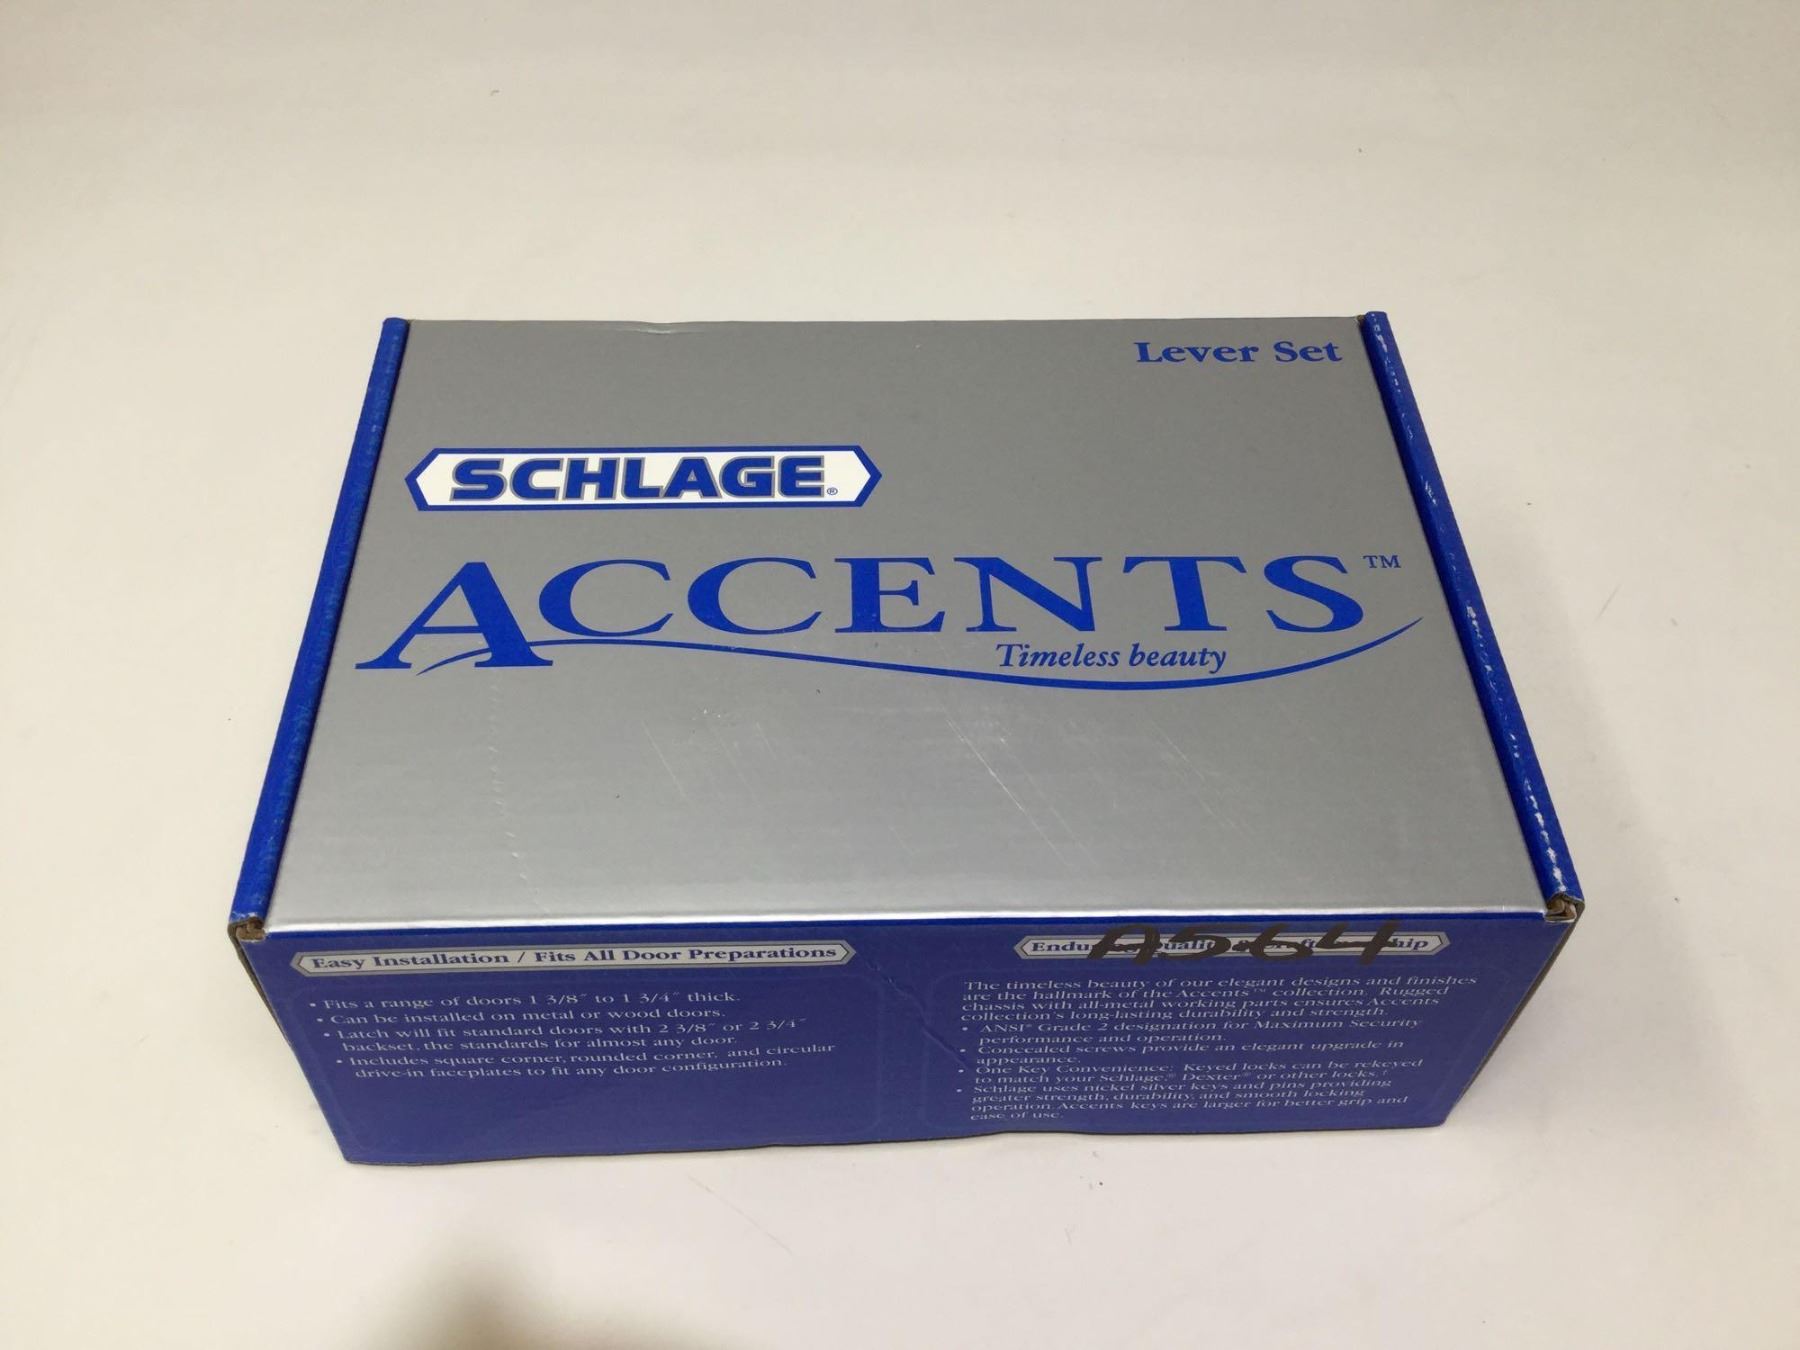 Lever Set
SCHLAGE®
ACCENTS™
Timeless beauty
Easy Installation / Fits All Door Preparations
• Fits a range of doors 1 3/8" to 1 3/4" thick.
• Can be installed on metal or wood doors.
• Latch will fit standard doors with 2 3/8" or 2 3/4"
backset, the standards for almost any door.
• Includes square corner, rounded corner, and circular
drive-in faceplates to fit any door configuration.
A564
The timeless beauty of our elegant designs and finishes
are the hallmark of the Accents™ collection. Rugged
chassis with all-metal working parts ensures Accents
collection's long-lasting durability and strength.
• ANSI® Grade 2 designation for Maximum Security
performance and operation.
• Concealed screws provide an elegant upgrade in
appearance.
• One Key Convenience: Keyed locks can be rekeyed
to match your Schlage,® Dexter® or other locks.†
• Schlage uses nickel silver keys and pins providing
greater strength, durability, and smooth locking
operation. Accents keys are larger for better grip and
ease of use.